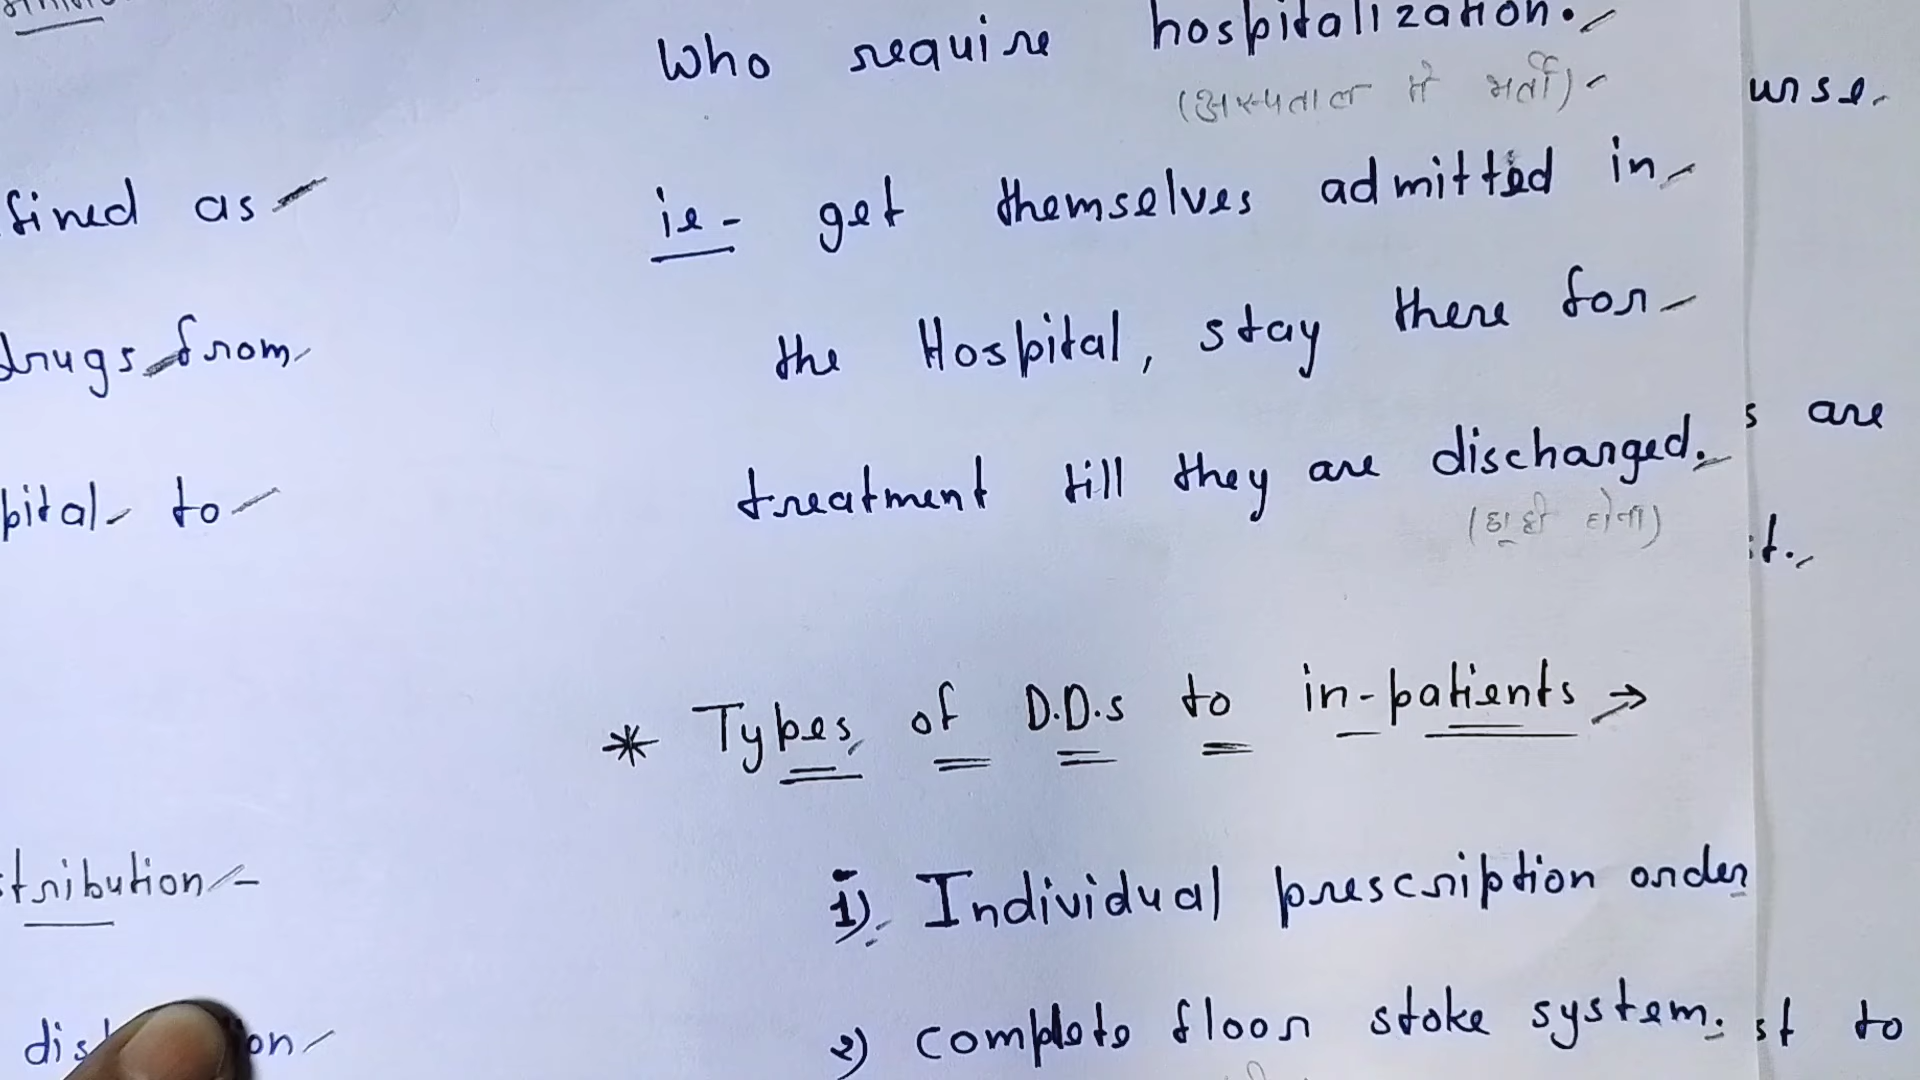 fined as
drugs from
pital to
tribution -
who require hospitalization.
(अस्पताल में भर्ती)
ie - get themselves admitted in
the Hospital, stay there for
treatment till they are discharged.
(छुट्टी होना)
* Types of D.D.s to in-patients →
1) Individual prescription order
2) complete floor stoke system.
urse.
s are
it.
st to